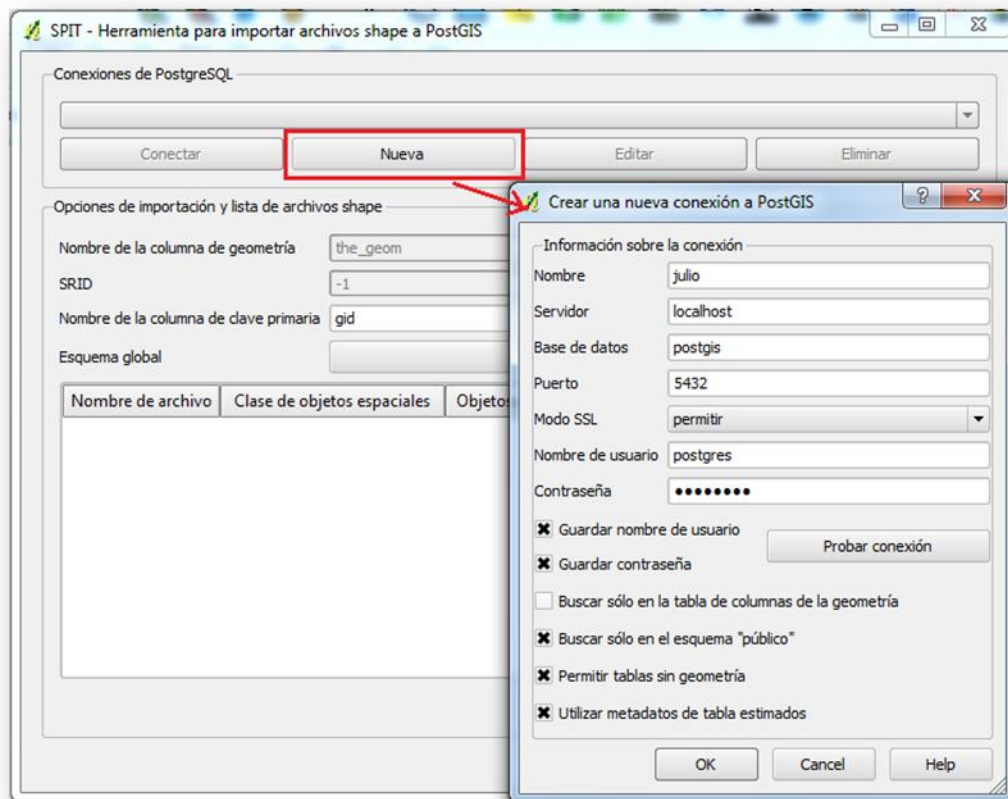 SPIT - Herramienta para importar archivos shape a PostGIS
Conexiones de PostgreSQL
Conectar
Nueva
Editar
Eliminar
Opciones de importación y lista de archivos shape
Nombre de la columna de geometría
the_geom
SRID
-1
Nombre de la columna de clave primaria
gid
Esquema global
Nombre de archivo
Clase de objetos espaciales
Objetos
Crear una nueva conexión a PostGIS
Información sobre la conexión
Nombre
julio
Servidor
localhost
Base de datos
postgis
Puerto
5432
Modo SSL
permitir
Nombre de usuario
postgres
Contraseña
●●●●●●●●
Guardar nombre de usuario
Probar conexión
Guardar contraseña
Buscar sólo en la tabla de columnas de la geometría
Buscar sólo en el esquema "público"
Permitir tablas sin geometría
Utilizar metadatos de tabla estimados
OK
Cancel
Help